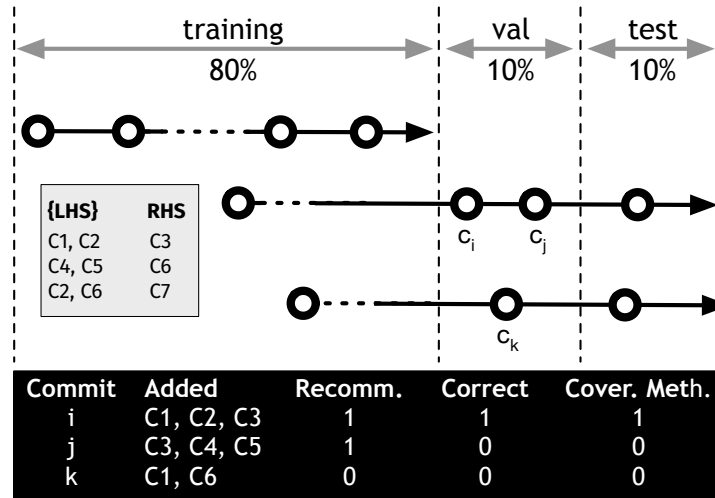 training val test
80% 10% 10%
{LHS} RHS
C1, C2 C3
C4, C5 C6
C2, C6 C7
ci cj
ck
Commit Added Recomm. Correct Cover. Meth.
i C1, C2, C3 1 1 1
j C3, C4, C5 1 0 0
k C1, C6 0 0 0